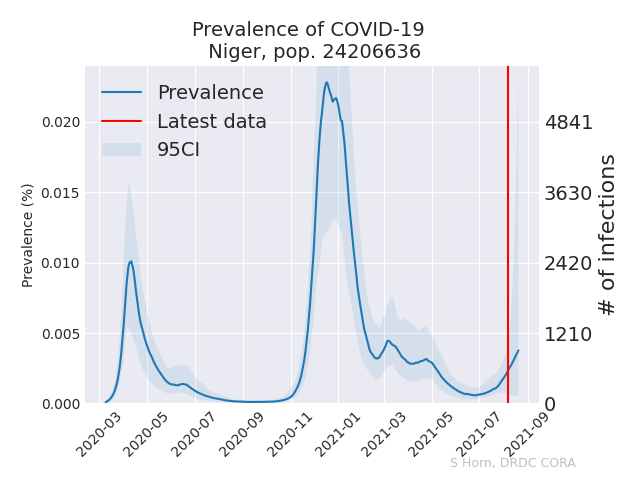 Prevalence of COVID-19
Niger, pop. 24206636
Prevalence
Latest data
95CI
Prevalence (%)
0.020
0.015
0.010
0.005
0.000
4841
3630
2420
1210
0
# of infections
2020-03
2020-05
2020-07
2020-09
2020-11
2021-01
2021-03
2021-05
2021-07
2021-09
S Horn, DRDC CORA